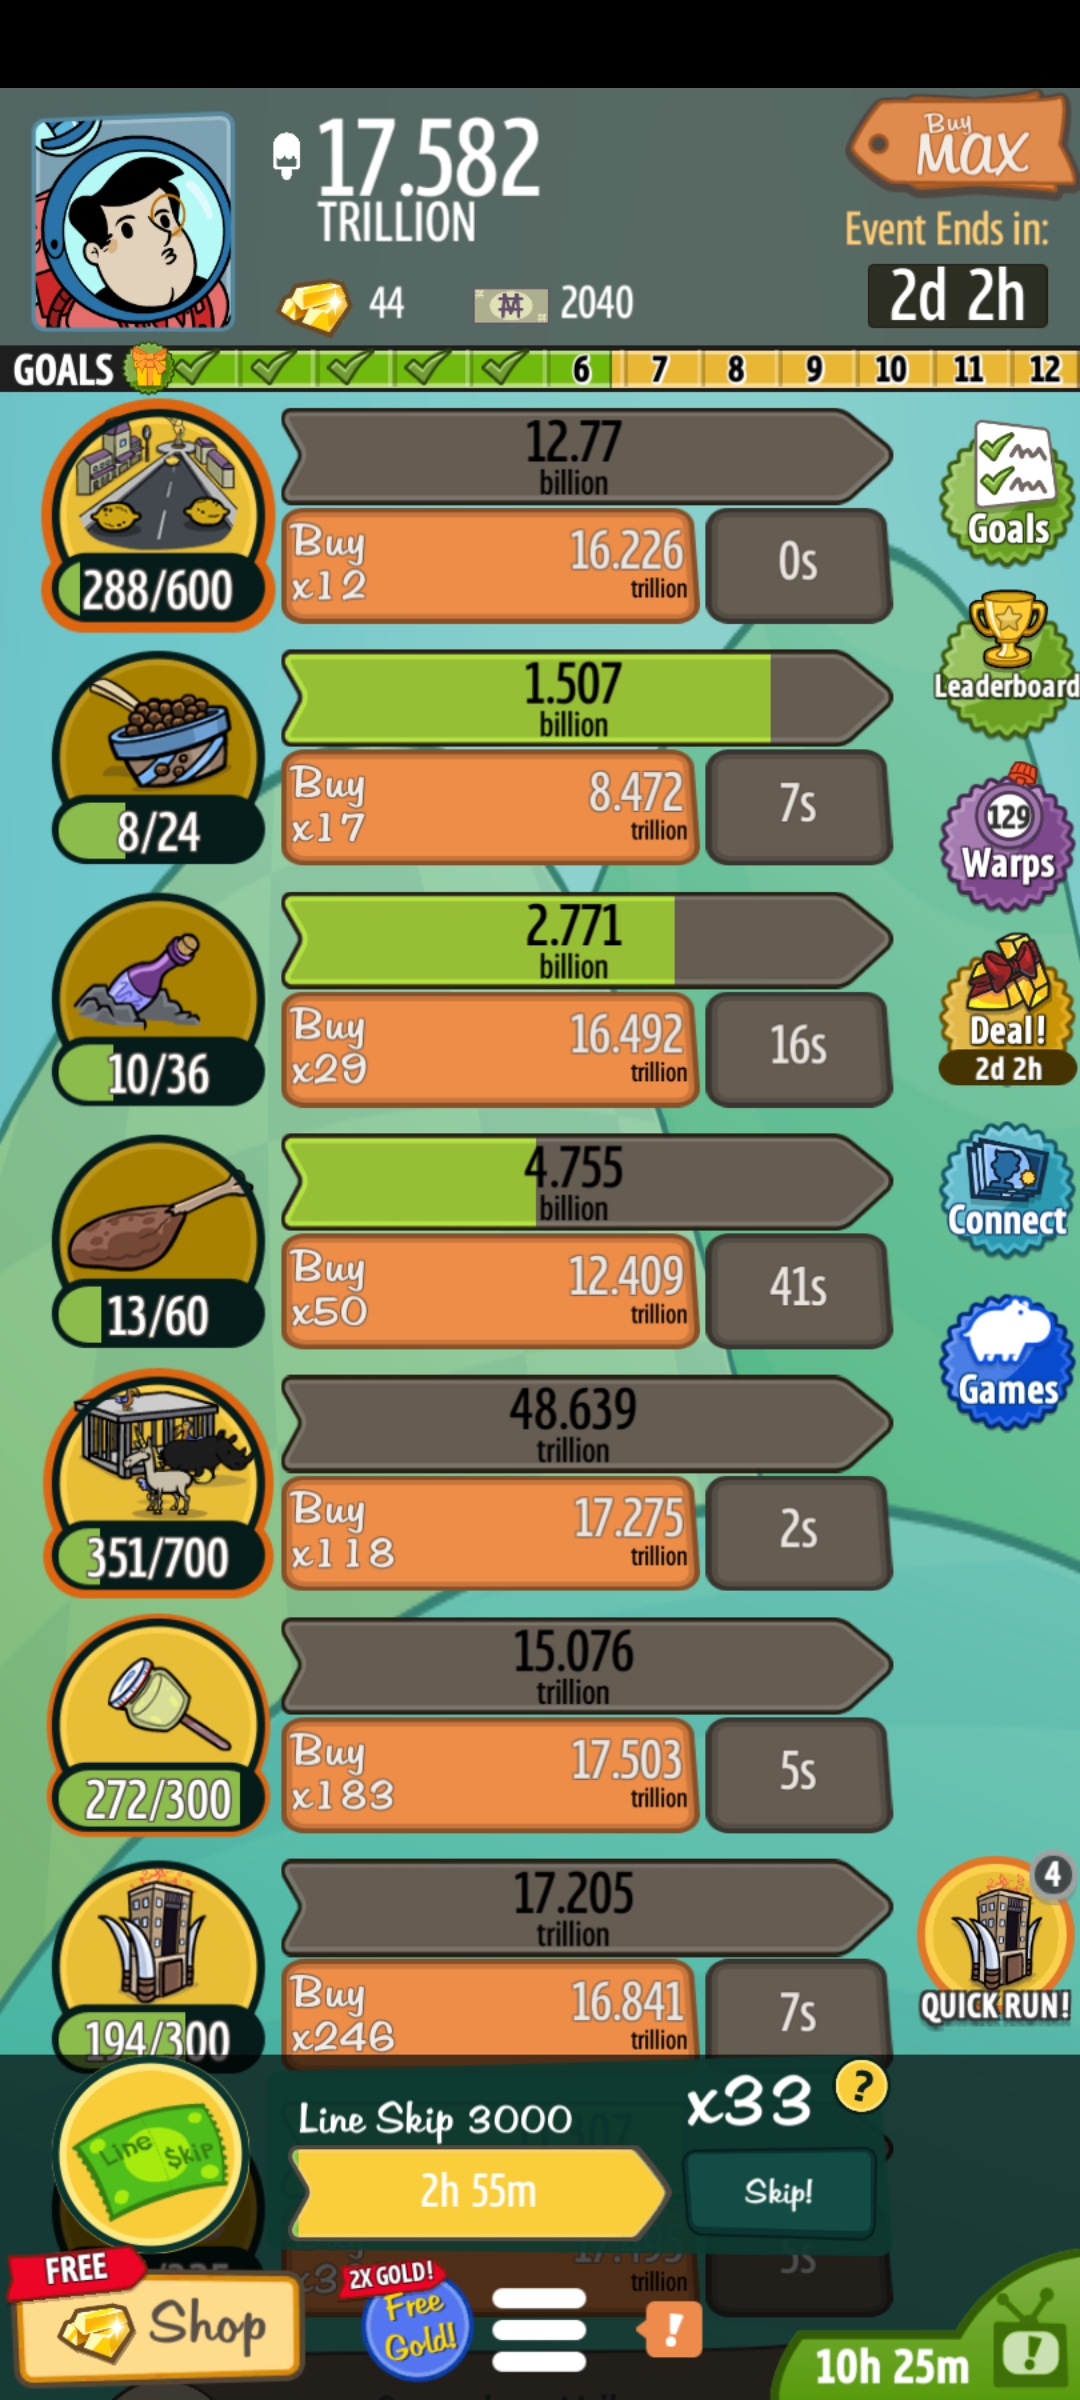 17.582
TRILLION
Buy
MAX
Event Ends in:
2d 2h
44
2040
GOALS
6 7 8 9 10 11 12
12.77
billion
Buy
x12
16.226
trillion
0s
288/600
Goals
1.507
billion
Buy
x17
8.472
trillion
7s
8/24
Leaderboard
2.771
billion
Buy
x29
16.492
trillion
16s
10/36
129
Warps
Deal!
2d 2h
4.755
billion
Buy
x50
12.409
trillion
41s
13/60
Connect
Games
48.639
trillion
Buy
x118
17.275
trillion
2s
351/700
15.076
trillion
Buy
x183
17.503
trillion
5s
272/300
17.205
trillion
Buy
x246
16.841
trillion
7s
194/300
4
QUICK RUN!
Line Skip
Line Skip 3000
x33
?
2h 55m
Skip!
trillion
5s
FREE
Shop
2X GOLD!
Free
Gold!
!
10h 25m
!